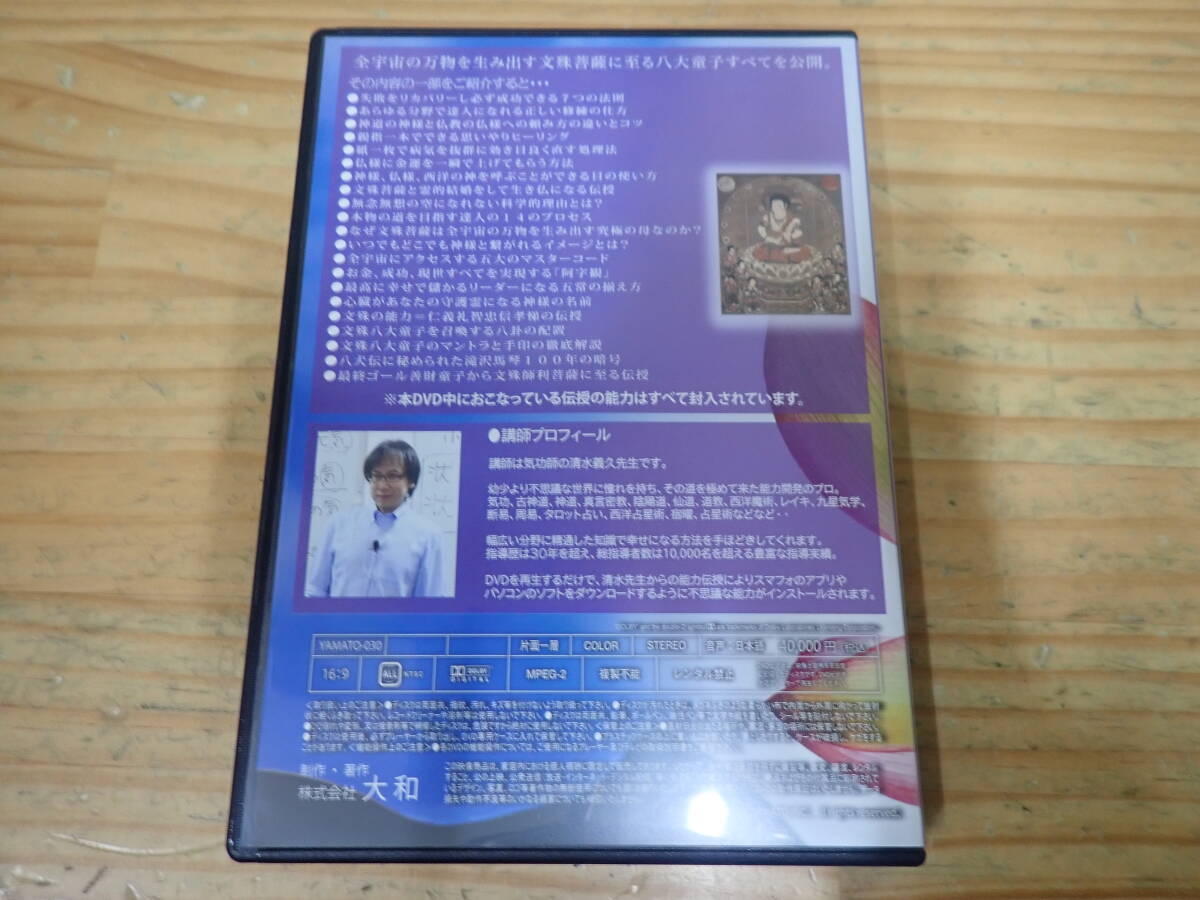 全宇宙の万物を生み出す文殊菩薩に至る八大童子すべてを公開。
その内容の一部をご紹介すると・・・
●失敗をリカバリーし必ず成功できる7つの法則
●あらゆる分野で達人になれる正しい修練の仕方
●神道の神様と仏教の仏様への頼み方の違いとコツ
●親指一本でできる思いやりヒーリング
●紙一枚で病気を抜群に効き目良く直す処理法
●仏様に金運を一瞬で上げてもらう方法
●神様、仏様、西洋の神を呼ぶことができる目の使い方
●文殊菩薩と霊的結婚をして生き仏になる伝授
●無念無想の空になれない科学的理由とは?
●本物の道を目指す達人の14のプロセス
●なぜ文殊菩薩は全宇宙の万物を生み出す究極の母なのか?
●いつでもどこでも神様と繋がれるイメージとは?
●全宇宙にアクセスする五大のマスターコード
●お金、成功、現世すべてを実現する「阿字観」
●最高に幸せで儲かるリーダーになる五常の揃え方
●心臓があなたの守護霊になる神様の名前
●文殊の能力=仁義礼智忠信孝悌の伝授
●文殊八大童子を召喚する八卦の配置
●文殊八大童子のマントラと手印の徹底解説
●八犬伝に秘められた滝沢馬琴100年の暗号
●最終ゴール善財童子から文殊師利菩薩に至る伝授
※本DVD中におこなっている伝授の能力はすべて封入されています。
●講師プロフィール
講師は気功師の清水義久先生です。
幼少より不思議な世界に憧れを持ち、その道を極めて来た能力開発のプロ。
気功、古神道、神道、真言密教、陰陽道、仙道、道教、西洋魔術、レイキ、九星気学、
断易、周易、タロット占い、西洋占星術、宿曜、占星術などなど・・
幅広い分野に精通した知識で幸せになる方法を手ほどきしてくれます。
指導歴は30年を超え、総指導者数は10,000名を超える豊富な指導実績。
DVDを再生するだけで、清水先生からの能力伝授によりスマフォのアプリや
パソコンのソフトをダウンロードするように不思議な能力がインストールされます。
YAMATO-030 片面一層 COLOR STEREO 音声:日本語 40,000円(税込)
16:9 ALL NTSC DOLBY DIGITAL MPEG-2 複製不能 レンタル禁止
制作・著作
株式会社 大和